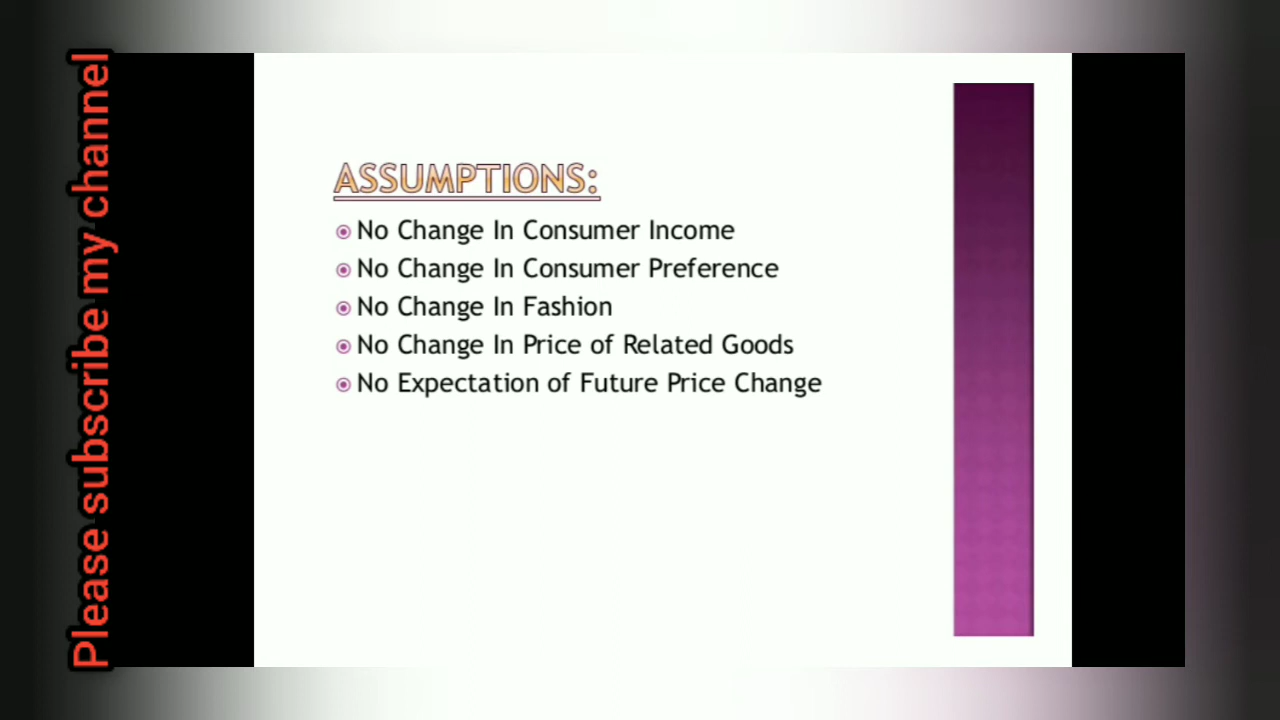 Please subscribe my channel
ASSUMPTIONS:
No Change In Consumer Income
No Change In Consumer Preference
No Change In Fashion
No Change In Price of Related Goods
No Expectation of Future Price Change